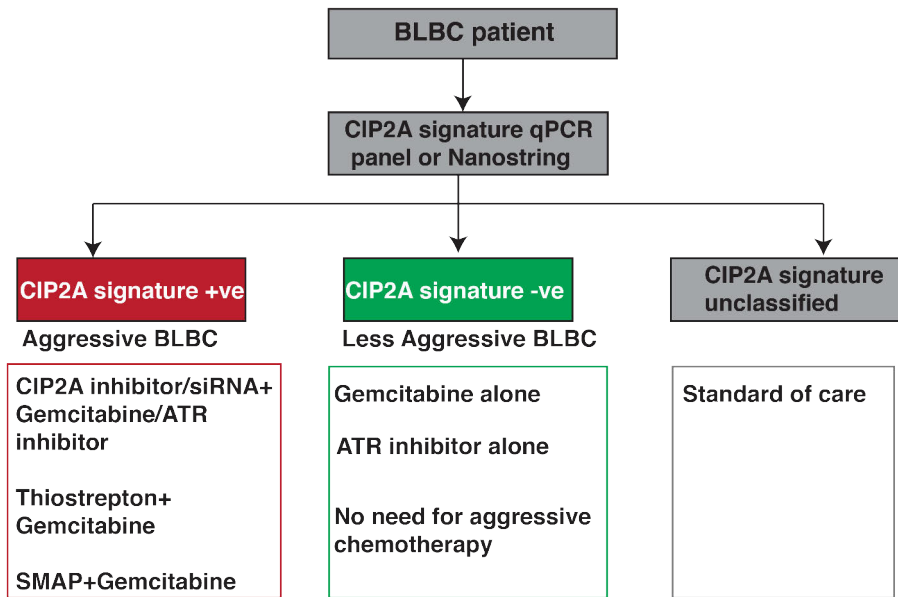 BLBC patient
CIP2A signature qPCR
panel or Nanostring
CIP2A signature +ve
Aggressive BLBC
CIP2A inhibitor/siRNA+
Gemcitabine/ATR
inhibitor
Thiostrepton+
Gemcitabine
SMAP+Gemcitabine
CIP2A signature -ve
Less Aggressive BLBC
Gemcitabine alone
ATR inhibitor alone
No need for aggressive
chemotherapy
CIP2A signature
unclassified
Standard of care